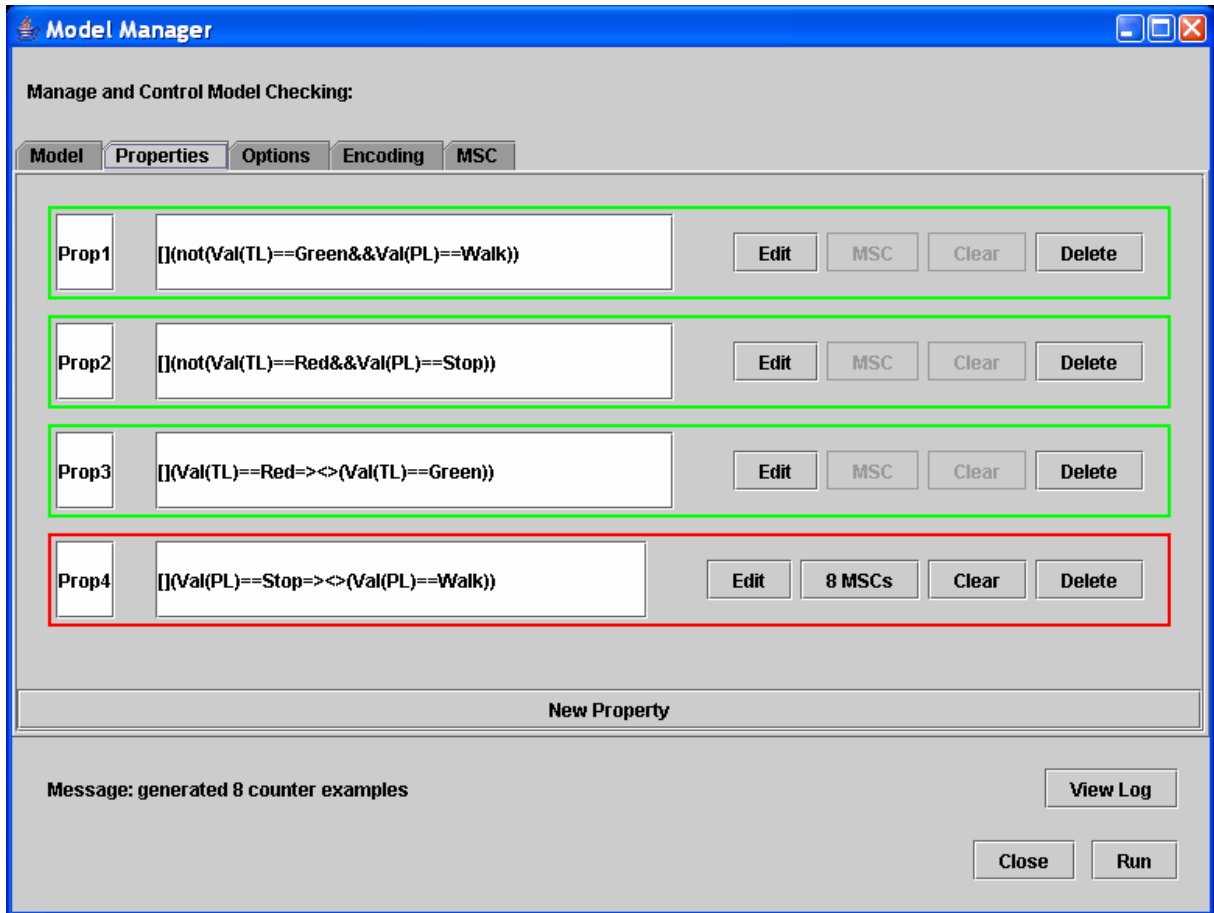 Model Manager
Manage and Control Model Checking:
Model Properties Options Encoding MSC
Prop1 [](not(Val(TL)==Green&&Val(PL)==Walk)) Edit MSC Clear Delete
Prop2 [](not(Val(TL)==Red&&Val(PL)==Stop)) Edit MSC Clear Delete
Prop3 [](Val(TL)==Red=><>(Val(TL)==Green)) Edit MSC Clear Delete
Prop4 [](Val(PL)==Stop=><>(Val(PL)==Walk)) Edit 8 MSCs Clear Delete
New Property
Message: generated 8 counter examples View Log
Close Run